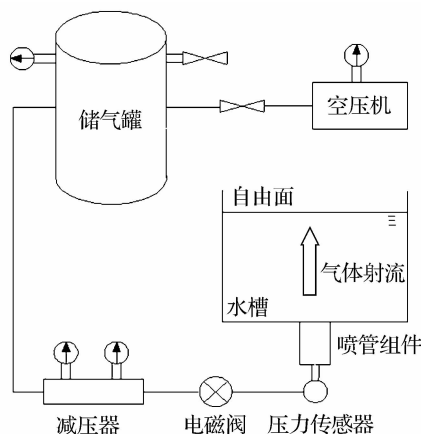 储气罐
空压机
自由面
气体射流
水槽
喷管组件
减压器
电磁阀
压力传感器